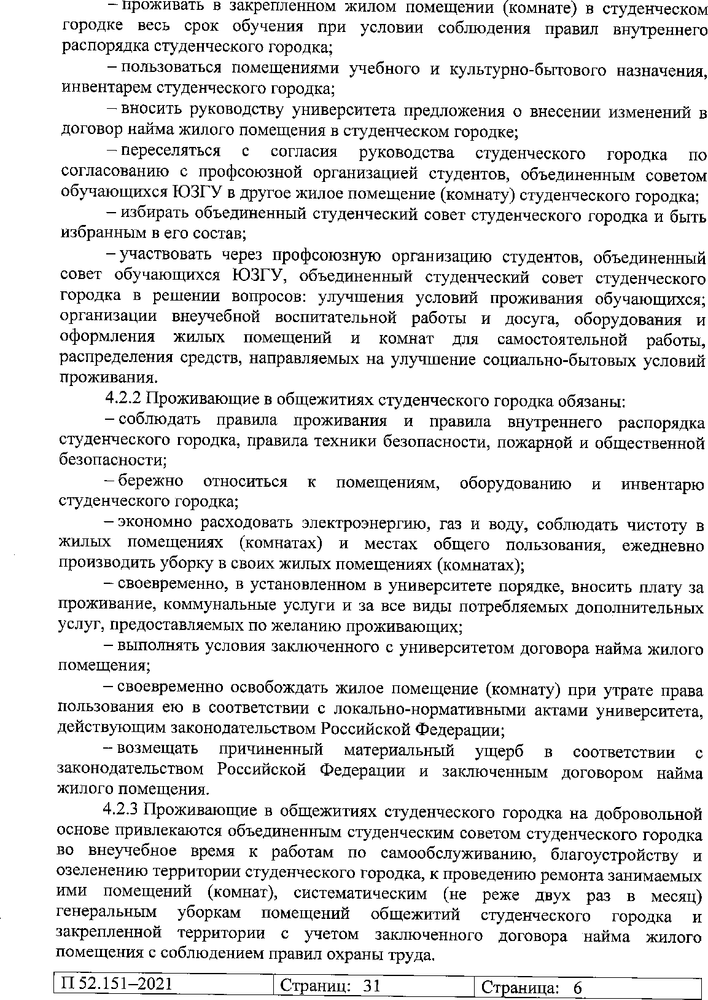 – проживать в закрепленном жилом помещении (комнате) в студенческом
городке весь срок обучения при условии соблюдения правил внутреннего
распорядка студенческого городка;
– пользоваться помещениями учебного и культурно-бытового назначения,
инвентарем студенческого городка;
– вносить руководству университета предложения о внесении изменений в
договор найма жилого помещения в студенческом городке;
– переселяться с согласия руководства студенческого городка по
согласованию с профсоюзной организацией студентов, объединенным советом
обучающихся ЮЗГУ в другое жилое помещение (комнату) студенческого городка;
– избирать объединенный студенческий совет студенческого городка и быть
избранным в его состав;
– участвовать через профсоюзную организацию студентов, объединенный
совет обучающихся ЮЗГУ, объединенный студенческий совет студенческого
городка в решении вопросов: улучшения условий проживания обучающихся;
организации внеучебной воспитательной работы и досуга, оборудования и
оформления жилых помещений и комнат для самостоятельной работы,
распределения средств, направляемых на улучшение социально-бытовых условий
проживания.
4.2.2 Проживающие в общежитиях студенческого городка обязаны:
– соблюдать правила проживания и правила внутреннего распорядка
студенческого городка, правила техники безопасности, пожарной и общественной
безопасности;
– бережно относиться к помещениям, оборудованию и инвентарю
студенческого городка;
– экономно расходовать электроэнергию, газ и воду, соблюдать чистоту в
жилых помещениях (комнатах) и местах общего пользования, ежедневно
производить уборку в своих жилых помещениях (комнатах);
– своевременно, в установленном в университете порядке, вносить плату за
проживание, коммунальные услуги и за все виды потребляемых дополнительных
услуг, предоставляемых по желанию проживающих;
– выполнять условия заключенного с университетом договора найма жилого
помещения;
– своевременно освобождать жилое помещение (комнату) при утрате права
пользования ею в соответствии с локально-нормативными актами университета,
действующим законодательством Российской Федерации;
– возмещать причиненный материальный ущерб в соответствии с
законодательством Российской Федерации и заключенным договором найма
жилого помещения.
4.2.3 Проживающие в общежитиях студенческого городка на добровольной
основе привлекаются объединенным студенческим советом студенческого городка
во внеучебное время к работам по самообслуживанию, благоустройству и
озеленению территории студенческого городка, к проведению ремонта занимаемых
ими помещений (комнат), систематическим (не реже двух раз в месяц)
генеральным уборкам помещений общежитий студенческого городка и
закрепленной территории с учетом заключенного договора найма жилого
помещения с соблюдением правил охраны труда.
П 52.151–2021 Страниц: 31 Страница: 6